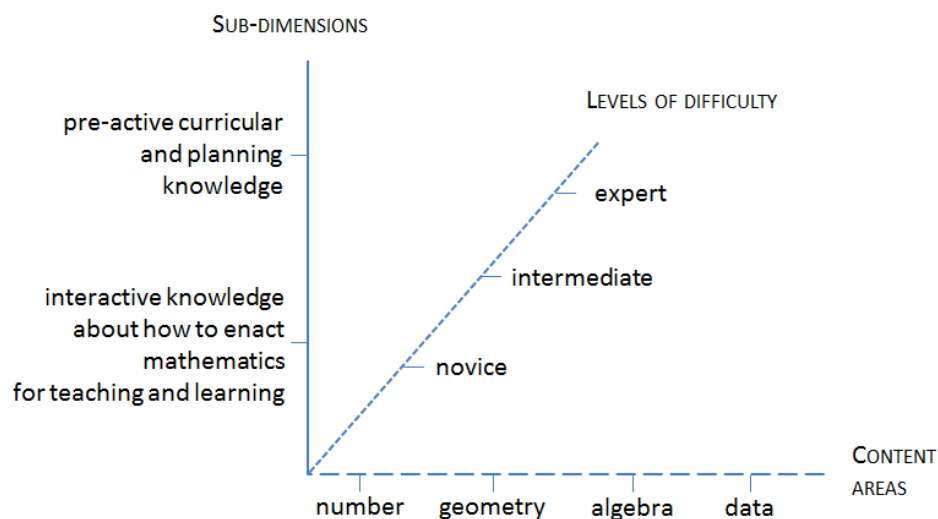 SUB-DIMENSIONS
LEVELS OF DIFFICULTY
pre-active curricular
and planning
knowledge
expert
intermediate
interactive knowledge
about how to enact
mathematics
for teaching and learning
novice
CONTENT
AREAS
number
geometry
algebra
data